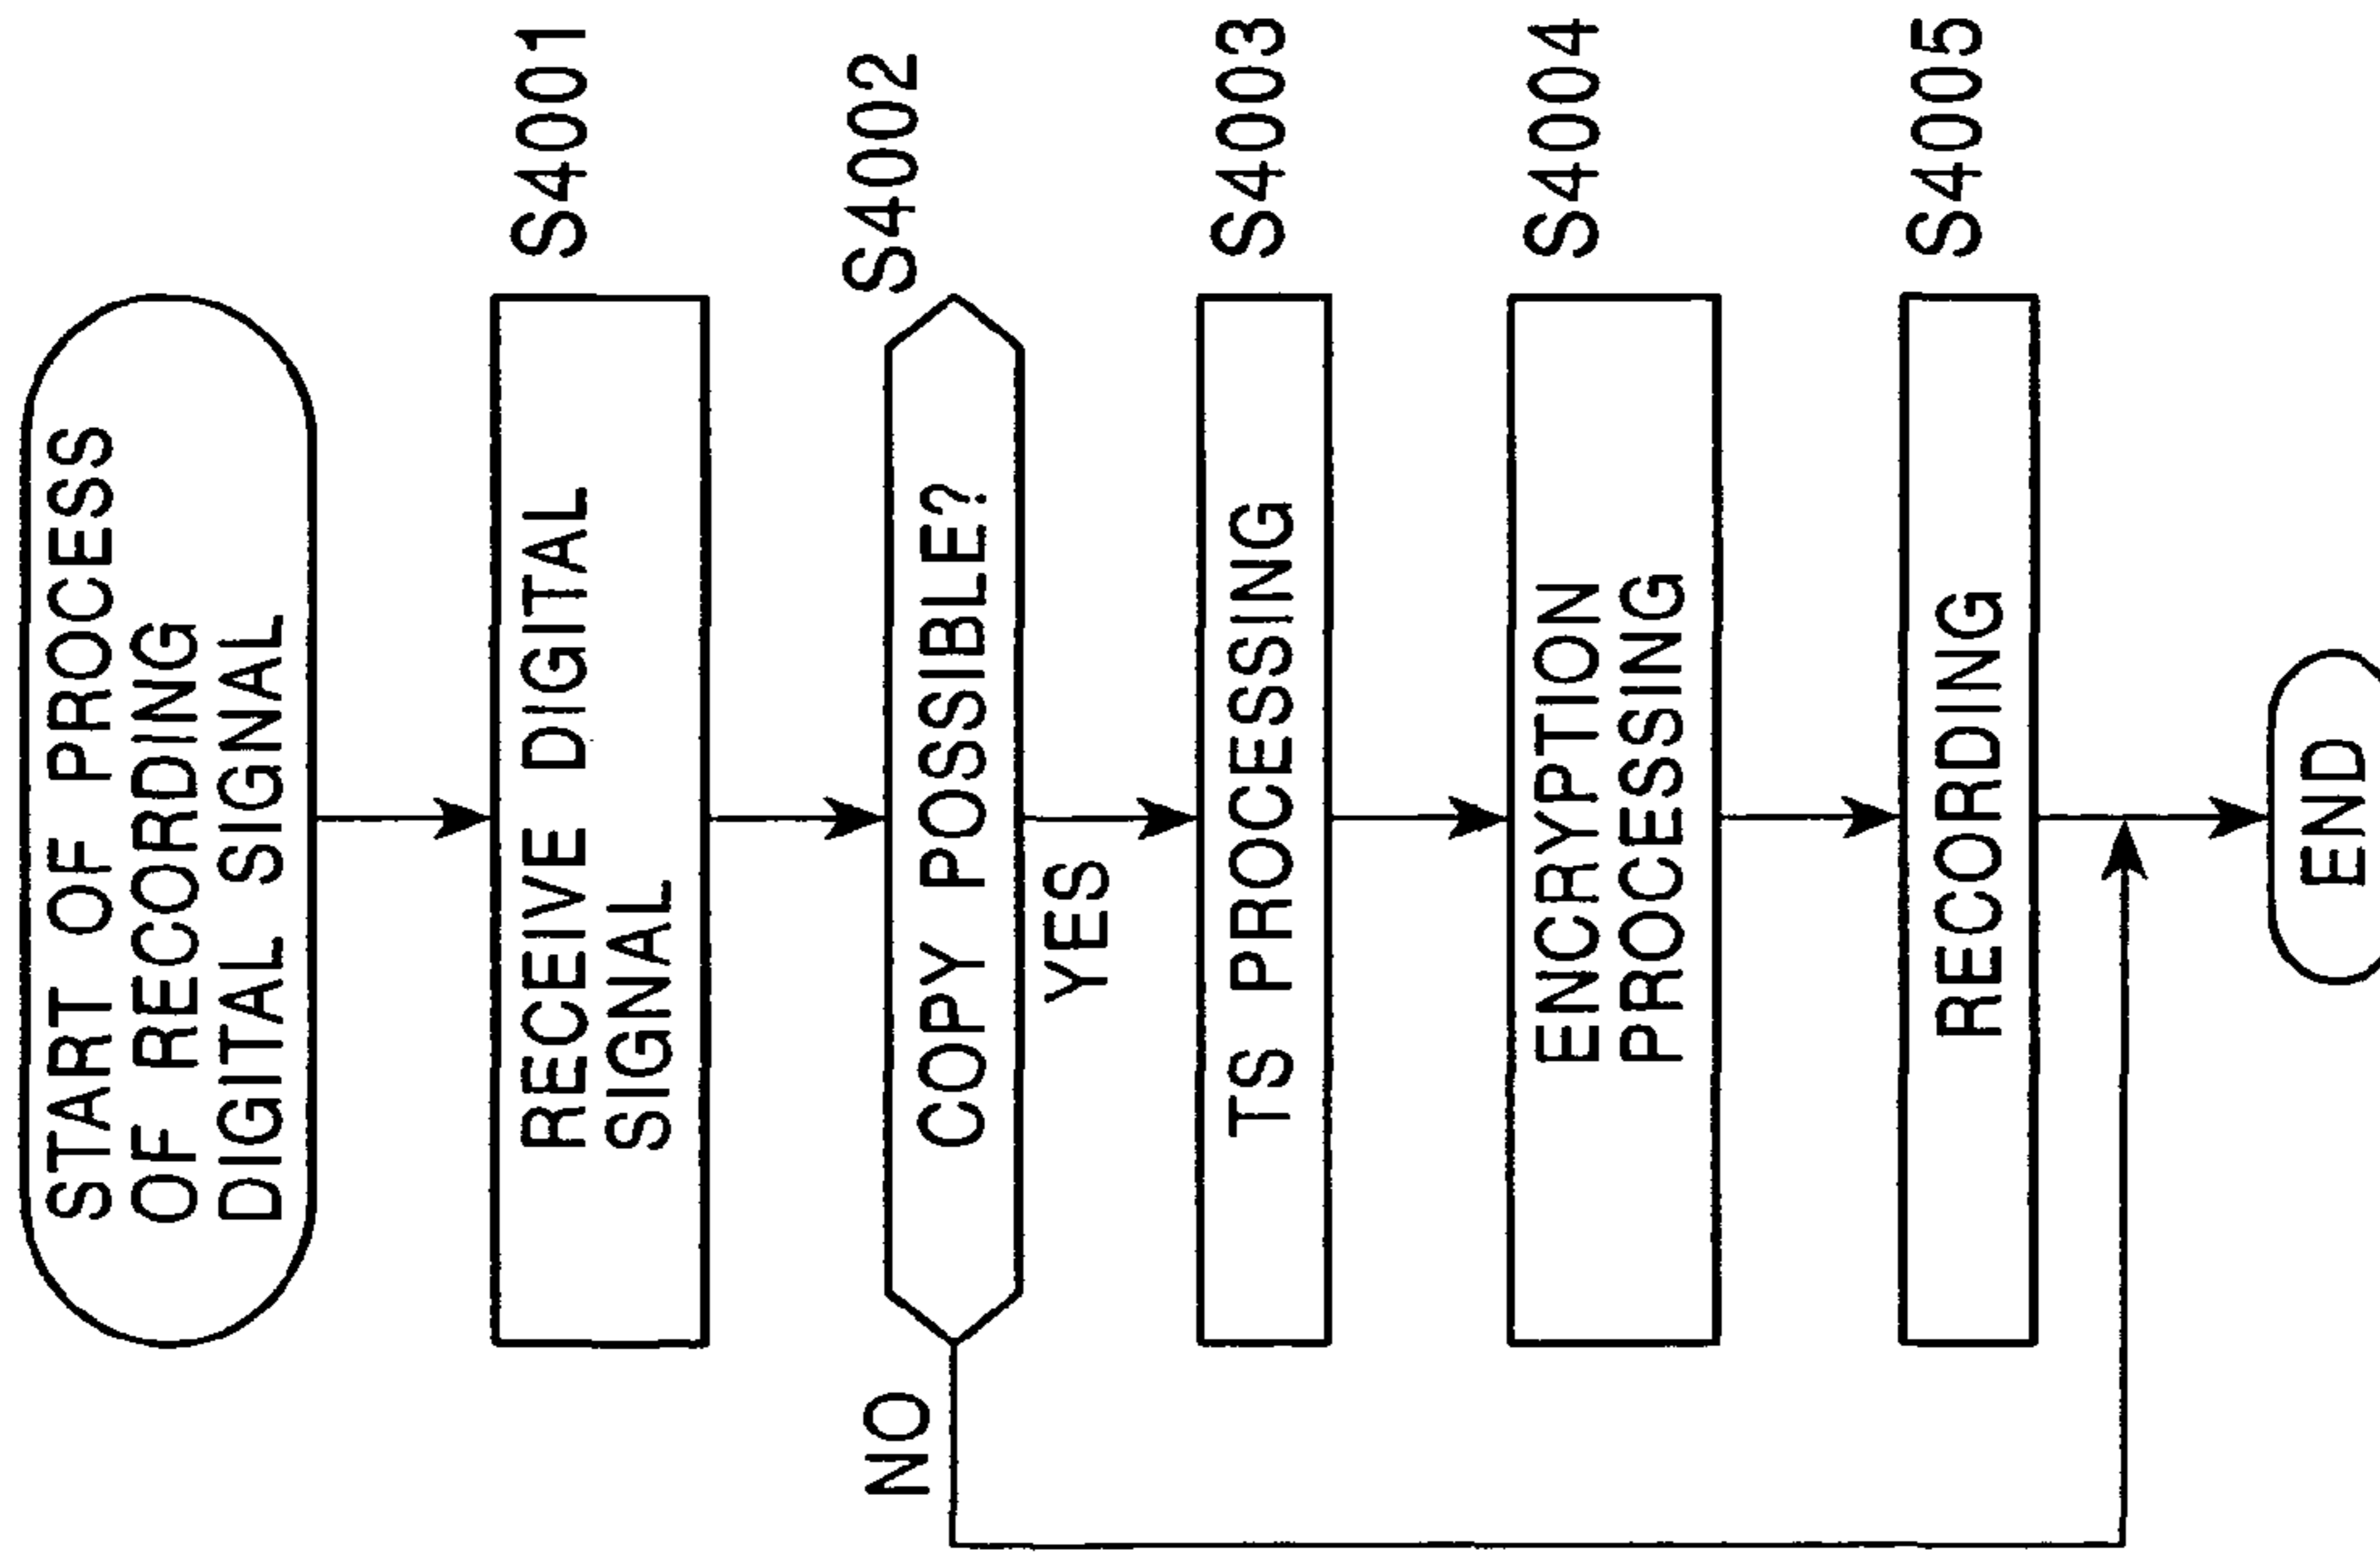 START OF PROCESS
OF RECORDING
DIGITAL SIGNAL
S4001
RECEIVE DIGITAL
SIGNAL
S4002
COPY POSSIBLE?
NO
YES
S4003
TS PROCESSING
S4004
ENCRYPTION
PROCESSING
S4005
RECORDING
END